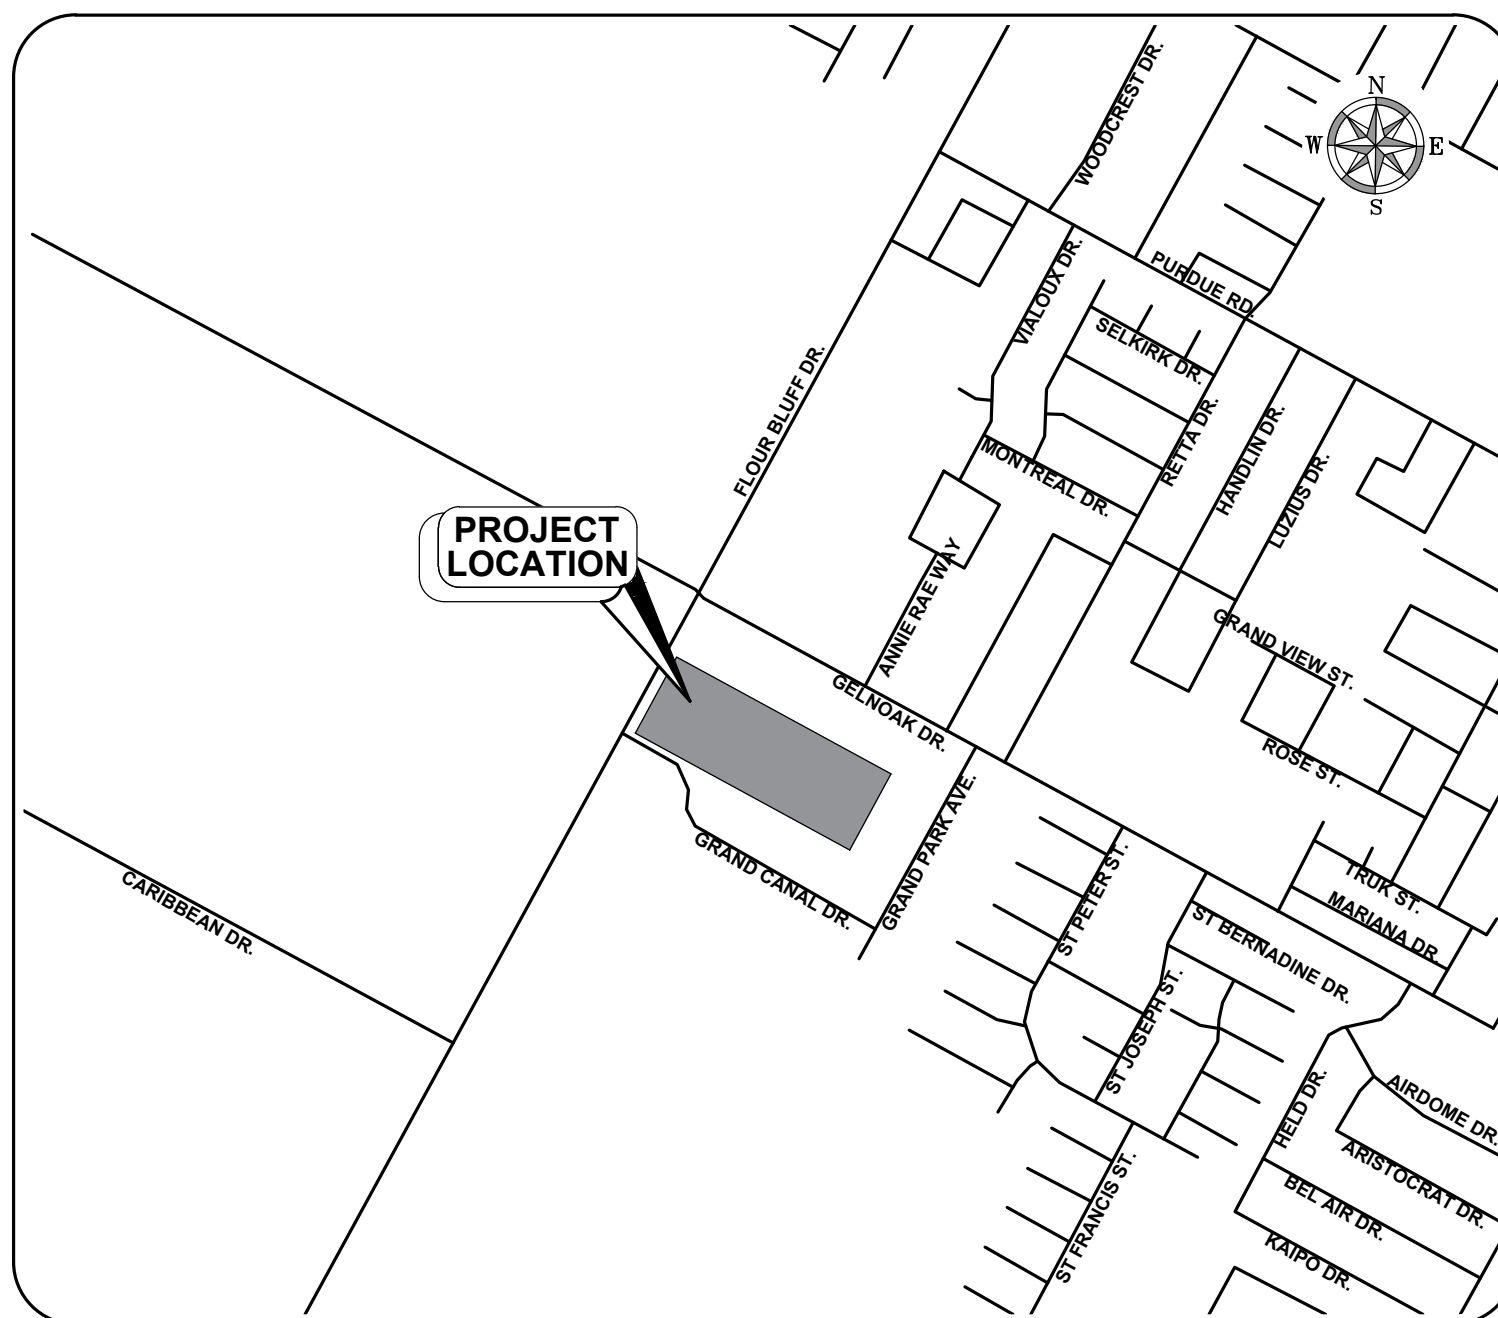 WOODCREST DR.
N
W
E
S
PURDUE RD.
VIALOUX DR.
SELKIRK DR.
FLOUR BLUFF DR.
RETTA DR.
HANDLIN DR.
LUZIUS DR.
MONTREAL DR.
PROJECT
LOCATION
ANNIE RAE WAY
GRAND VIEW ST.
GELNOAK DR.
ROSE ST.
GRAND PARK AVE.
GRAND CANAL DR.
CARIBBEAN DR.
ST PETER ST.
TRUK ST.
MARIANA DR.
ST BERNADINE DR.
ST JOSEPH ST.
HELD DR.
AIRDOME DR.
ARISTOCRAT DR.
BEL AIR DR.
ST FRANCIS ST.
KAIPO DR.